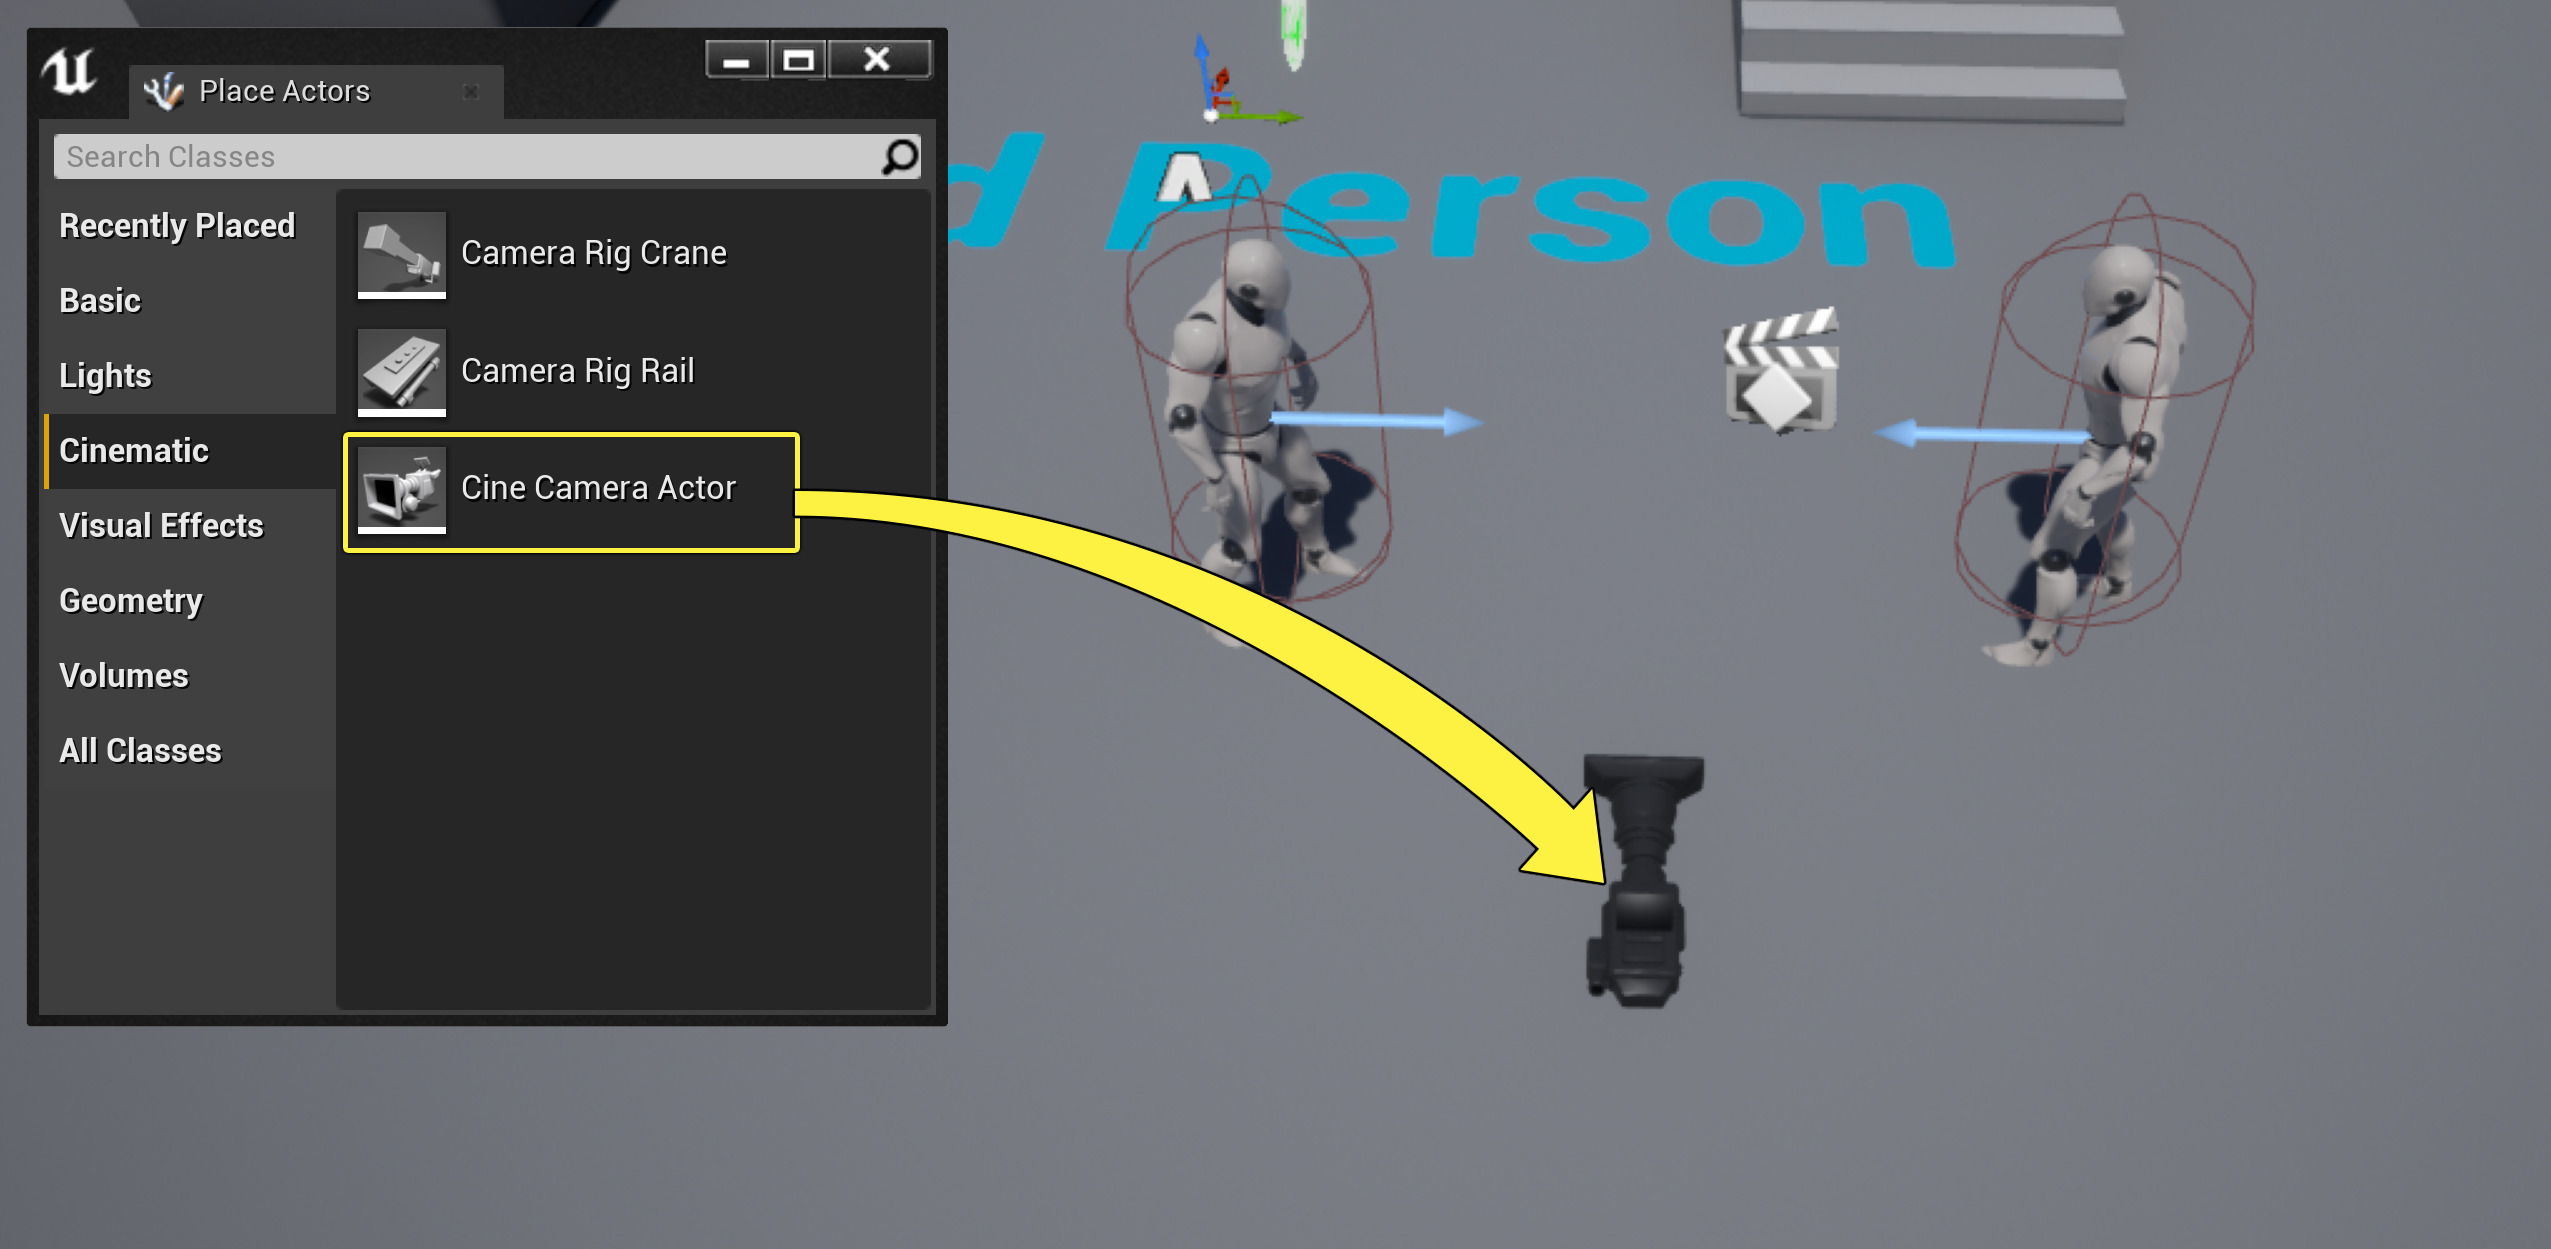 Place Actors
Search Classes
Recently Placed
Basic
Lights
Cinematic
Visual Effects
Geometry
Volumes
All Classes
Camera Rig Crane
Camera Rig Rail
Cine Camera Actor
d Person